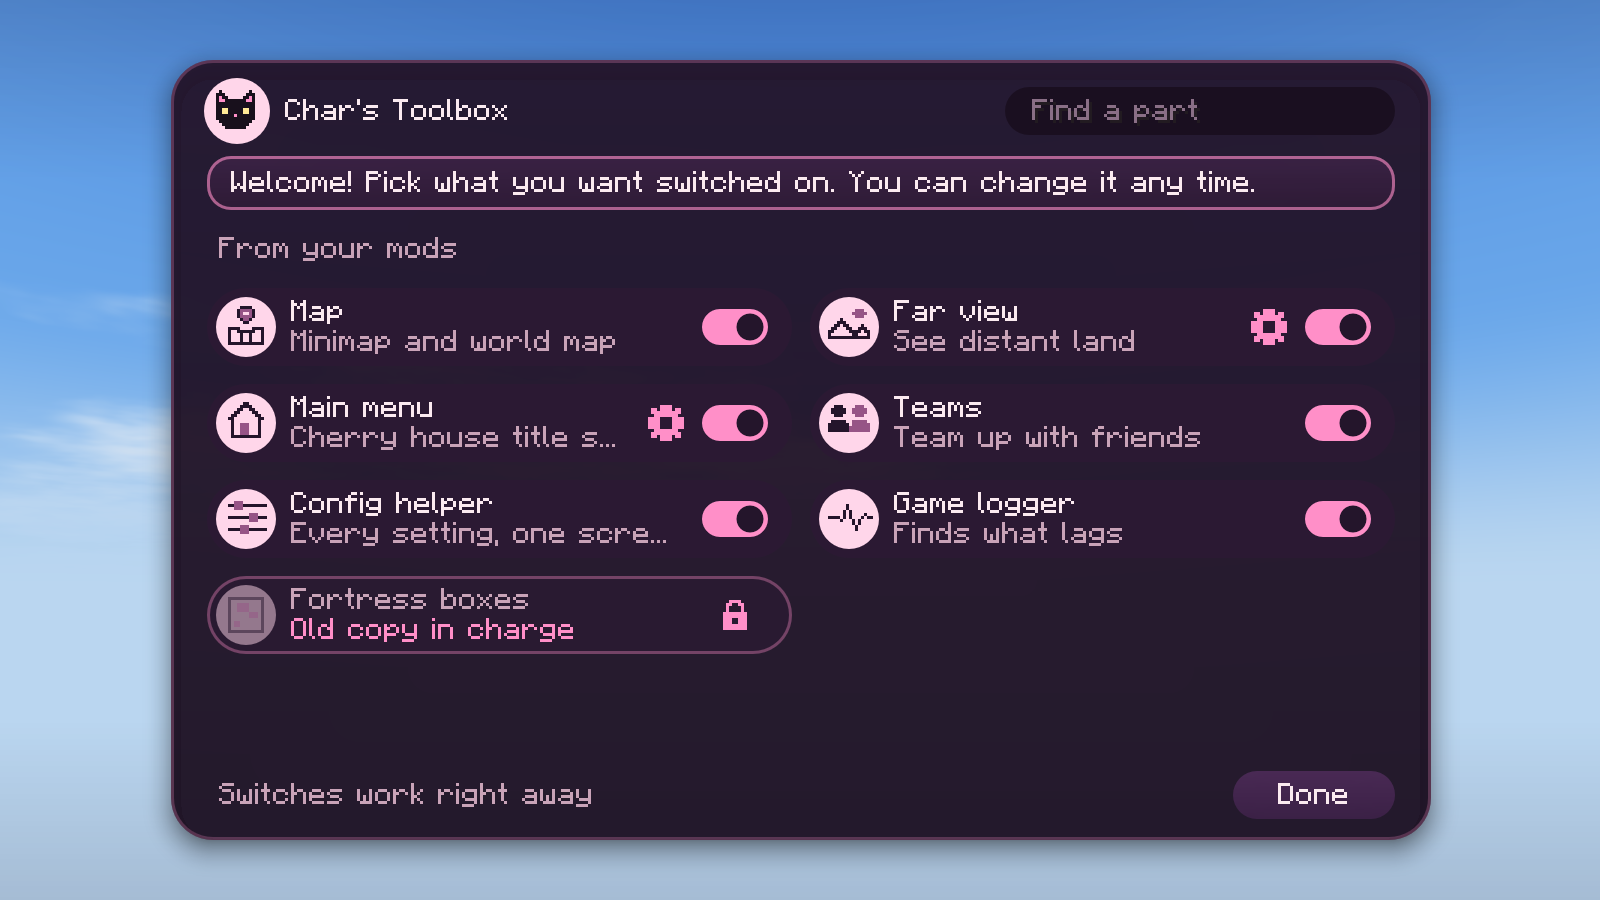 Char's Toolbox
Find a part
Welcome! Pick what you want switched on. You can change it any time.
From your mods
Map
Minimap and world map
Far view
See distant land
Main menu
Cherry house title s...
Teams
Team up with friends
Config helper
Every setting, one scre...
Game logger
Finds what lags
Fortress boxes
Old copy in charge
Switches work right away
Done